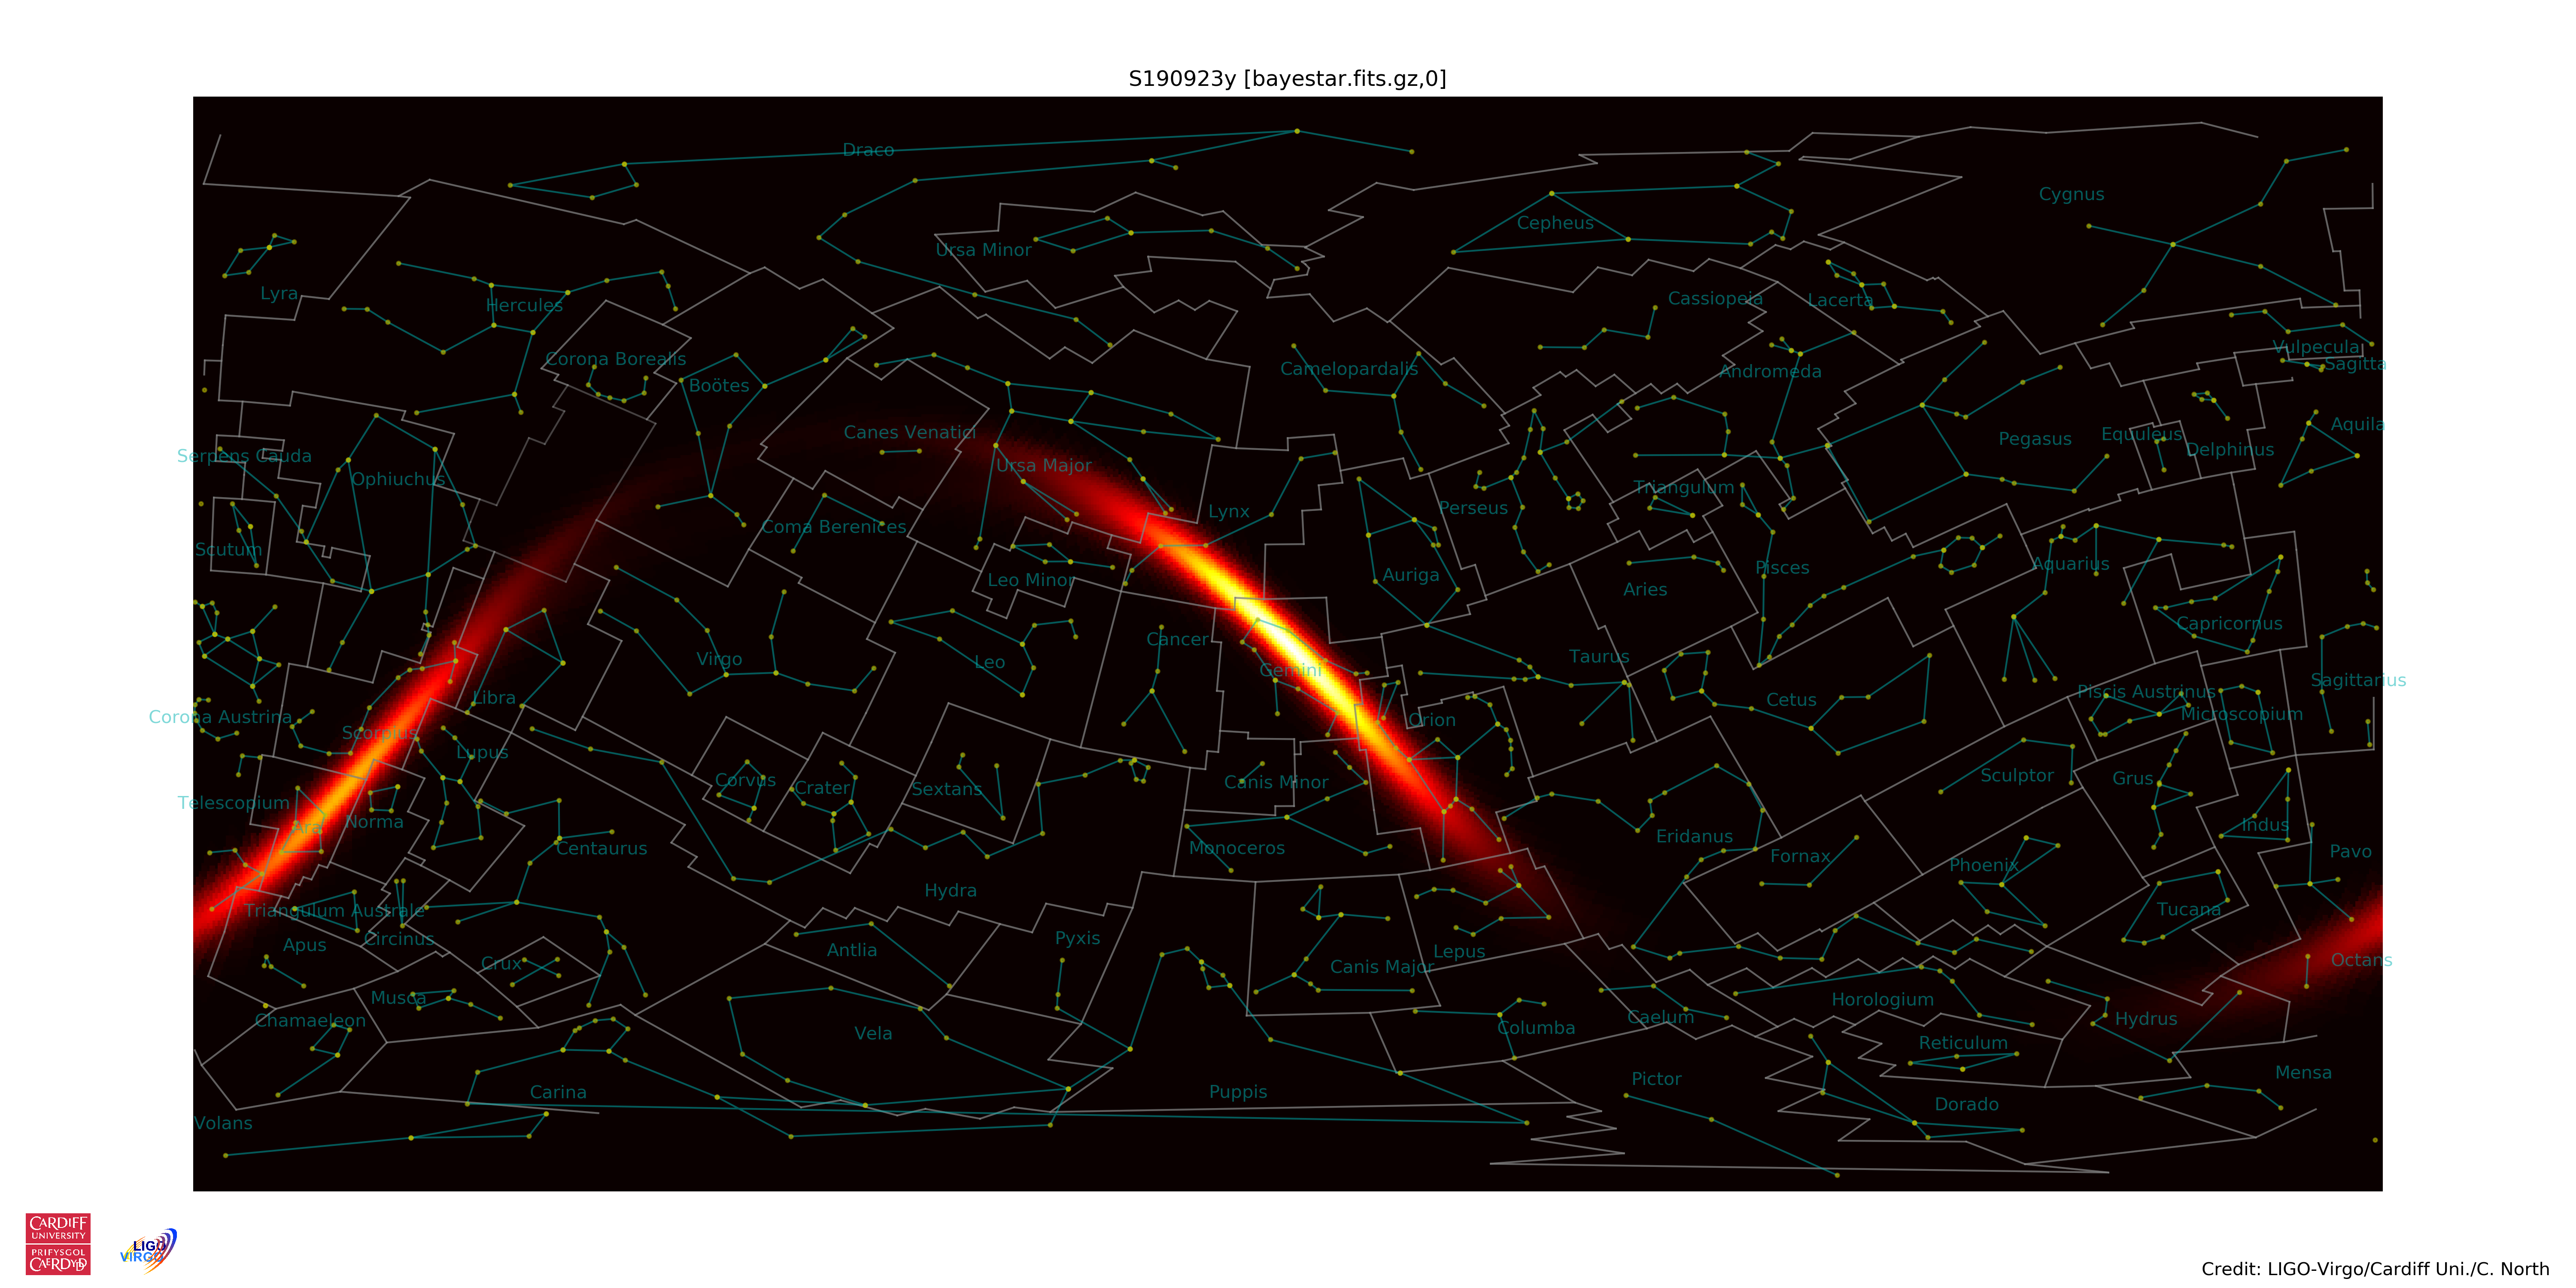 S190923y [bayestar.fits.gz,0]
Draco
Cygnus
Cepheus
Ursa Minor
Lyra
Hercules
Cassiopeia
Lacerta
Vulpecula
Corona Borealis
Sagitta
Camelopardalis
Andromeda
Boötes
Aquila
Canes Venatici
Equuleus
Pegasus
Delphinus
Serpens Cauda
Ursa Major
Ophiuchus
Triangulum
Perseus
Lynx
Coma Berenices
Scutum
Aquarius
Pisces
Auriga
Leo Minor
Aries
Capricornus
Cancer
Taurus
Virgo
Leo
Gemini
Sagittarius
Piscis Austrinus
Libra
Cetus
Microscopium
Corona Austrina
Orion
Scorpius
Lupus
Sculptor
Grus
Corvus
Canis Minor
Crater
Sextans
Telescopium
Norma
Indus
Ara
Eridanus
Centaurus
Monoceros
Pavo
Fornax
Phoenix
Hydra
Tucana
Triangulum Australe
Circinus
Pyxis
Apus
Antlia
Lepus
Octans
Crux
Canis Major
Musca
Horologium
Caelum
Hydrus
Chamaeleon
Columba
Vela
Reticulum
Mensa
Pictor
Carina
Puppis
Dorado
Volans
CARDIFF
UNIVERSITY
PRIFYSGOL
CAERDYDD
LIGO
VIRGO
Credit: LIGO-Virgo/Cardiff Uni./C. North